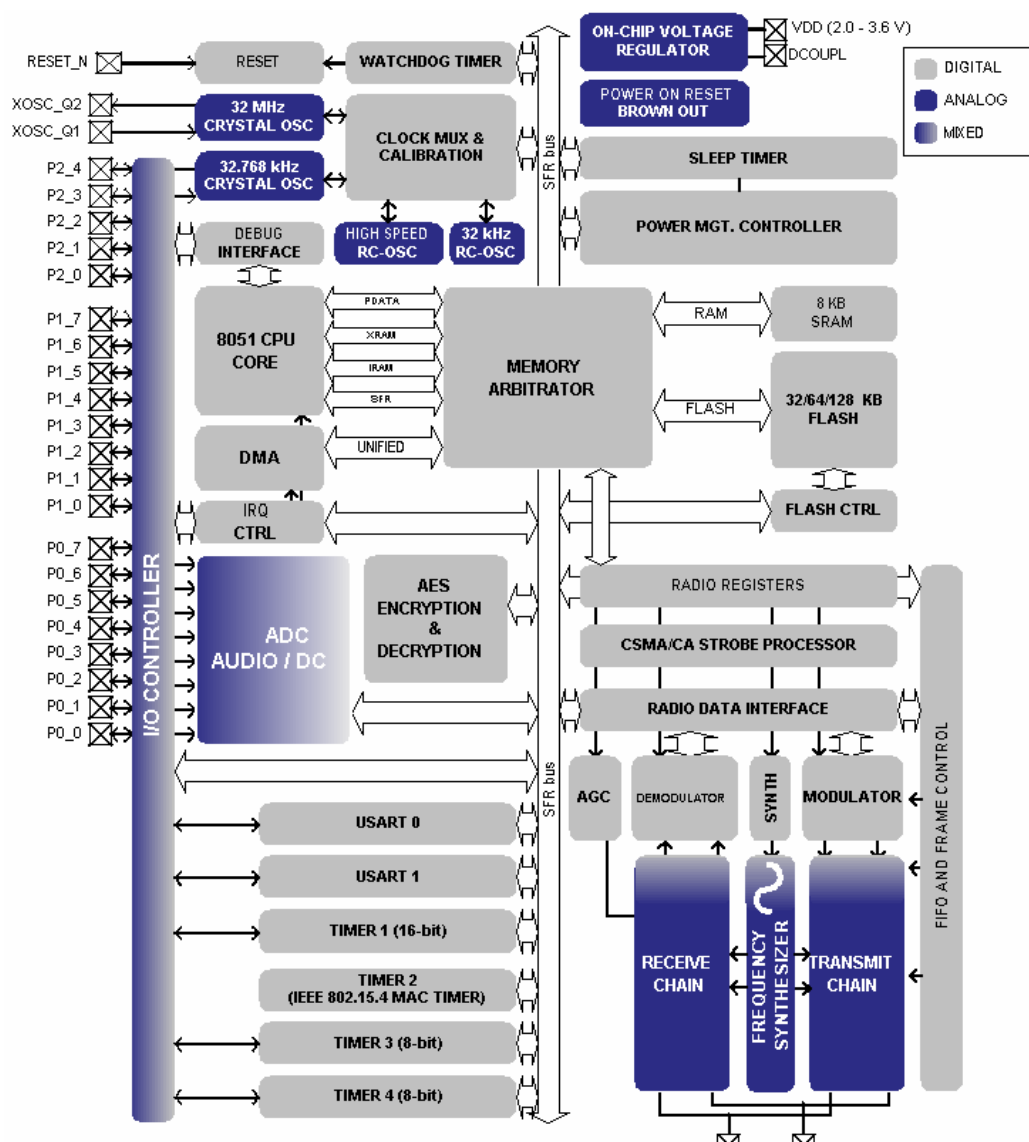 RESET_N
XOSC_Q2
XOSC_Q1
P2_4
P2_3
P2_2
P2_1
P2_0
P1_7
P1_6
P1_5
P1_4
P1_3
P1_2
P1_1
P1_0
P0_7
P0_6
P0_5
P0_4
P0_3
P0_2
P0_1
P0_0
I/O CONTROLLER
RESET
WATCHDOG TIMER
32 MHz
CRYSTAL OSC
32.768 kHz
CRYSTAL OSC
CLOCK MUX &
CALIBRATION
DEBUG
INTERFACE
HIGH SPEED
RC-OSC
32 kHz
RC-OSC
8051 CPU
CORE
PDATA
XRAM
IRAM
SFR
DMA
UNIFIED
IRQ
CTRL
MEMORY
ARBITRATOR
ADC
AUDIO / DC
AES
ENCRYPTION
&
DECRYPTION
USART 0
USART 1
TIMER 1 (16-bit)
TIMER 2
(IEEE 802.15.4 MAC TIMER)
TIMER 3 (8-bit)
TIMER 4 (8-bit)
SFR bus
SFR bus
ON-CHIP VOLTAGE
REGULATOR
VDD (2.0 - 3.6 V)
DCOUPL
POWER ON RESET
BROWN OUT
DIGITAL
ANALOG
MIXED
SLEEP TIMER
POWER MGT. CONTROLLER
RAM
8 KB
SRAM
FLASH
32/64/128 KB
FLASH
FLASH CTRL
RADIO REGISTERS
CSMA/CA STROBE PROCESSOR
RADIO DATA INTERFACE
AGC
DEMODULATOR
SYNTH
MODULATOR
RECEIVE
CHAIN
FREQUENCY
SYNTHESIZER
TRANSMIT
CHAIN
FIFO AND FRAME CONTROL